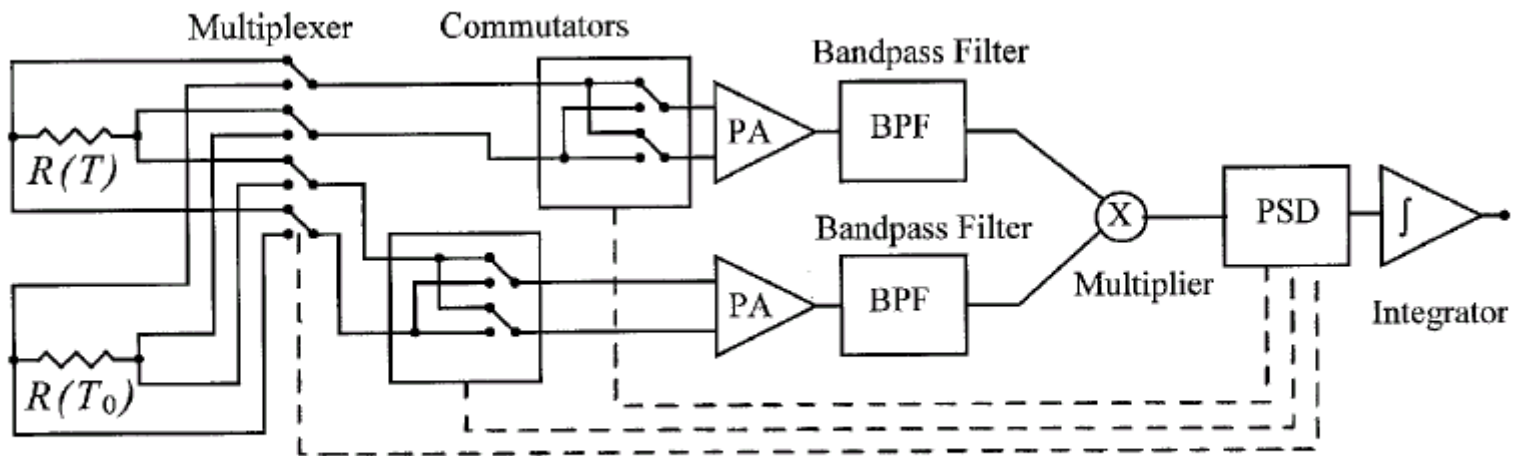 Multiplexer
Commutators
Bandpass Filter
PA
BPF
R(T)
X
PSD
∫
Bandpass Filter
PA
BPF
Multiplier
Integrator
R(T₀)